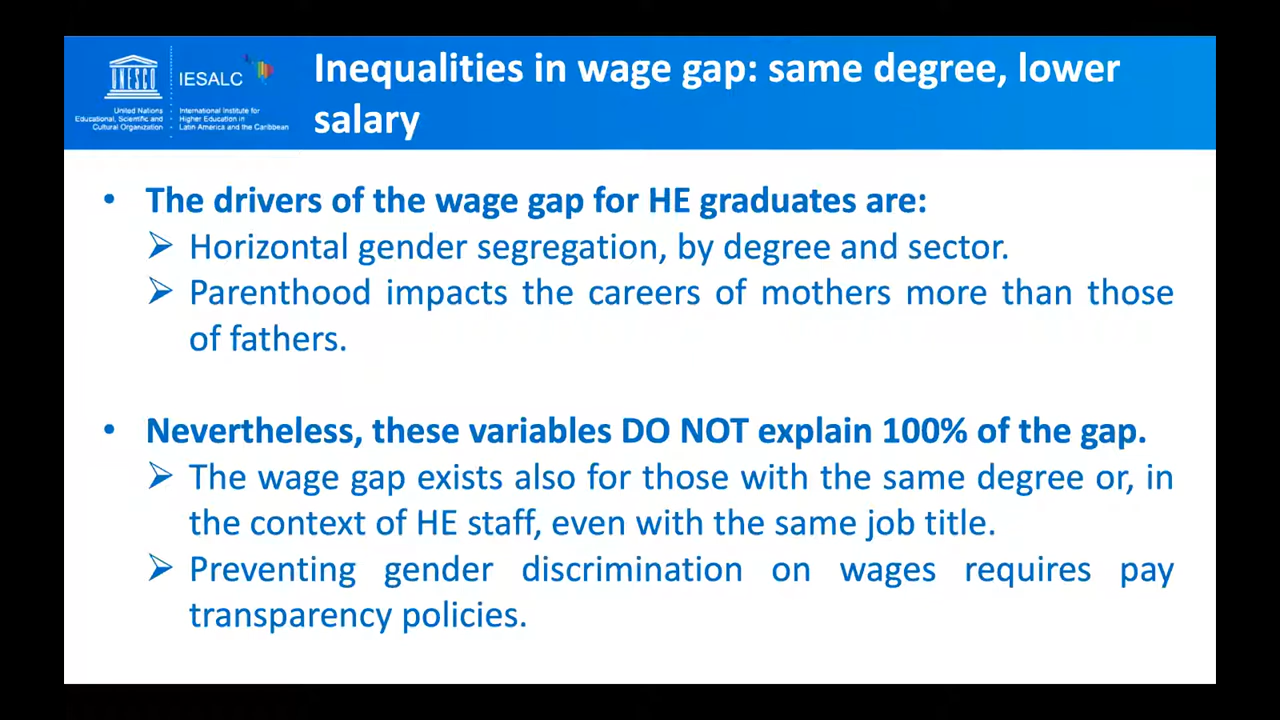 UNESCO
United Nations
Educational, Scientific and
Cultural Organization
IESALC
International Institute for
Higher Education in
Latin America and the Caribbean
Inequalities in wage gap: same degree, lower
salary
• The drivers of the wage gap for HE graduates are:
➢ Horizontal gender segregation, by degree and sector.
➢ Parenthood impacts the careers of mothers more than those
of fathers.
• Nevertheless, these variables DO NOT explain 100% of the gap.
➢ The wage gap exists also for those with the same degree or, in
the context of HE staff, even with the same job title.
➢ Preventing gender discrimination on wages requires pay
transparency policies.